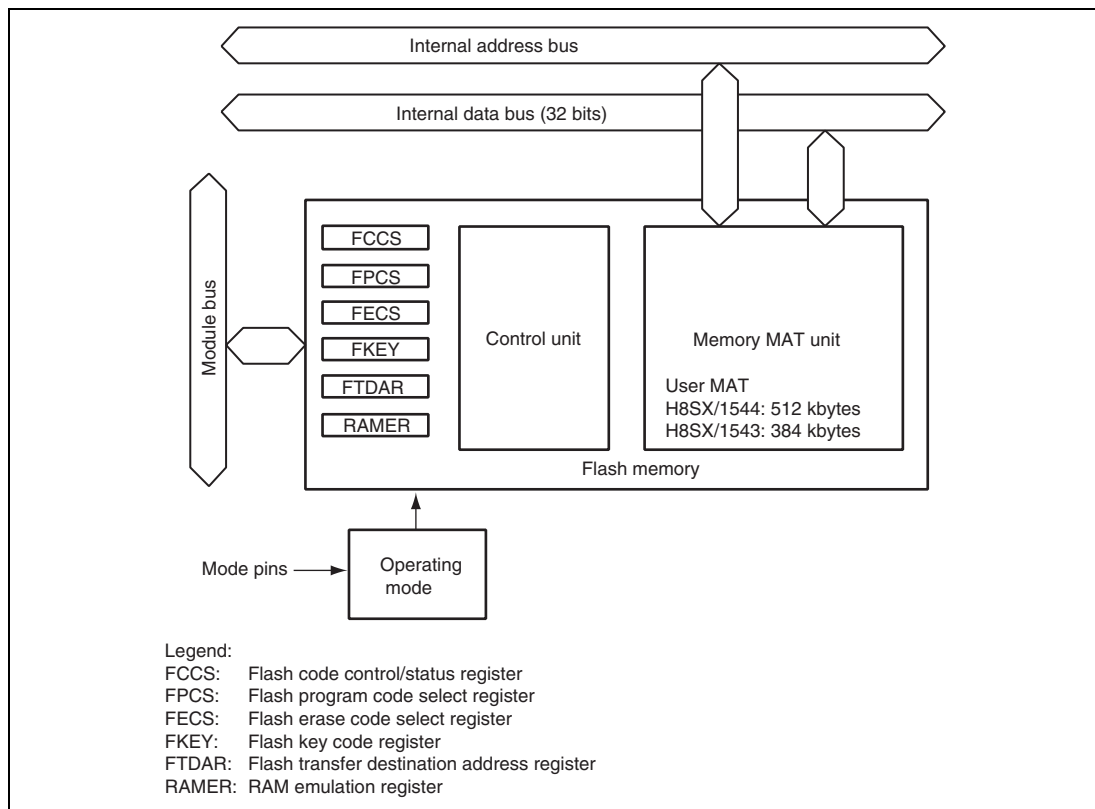 Internal address bus
Internal data bus (32 bits)
Module bus
FCCS
FPCS
FECS
FKEY
FTDAR
RAMER
Control unit
Memory MAT unit
User MAT
H8SX/1544: 512 kbytes
H8SX/1543: 384 kbytes
Flash memory
Mode pins
Operating
mode
Legend:
FCCS: Flash code control/status register
FPCS: Flash program code select register
FECS: Flash erase code select register
FKEY: Flash key code register
FTDAR: Flash transfer destination address register
RAMER: RAM emulation register